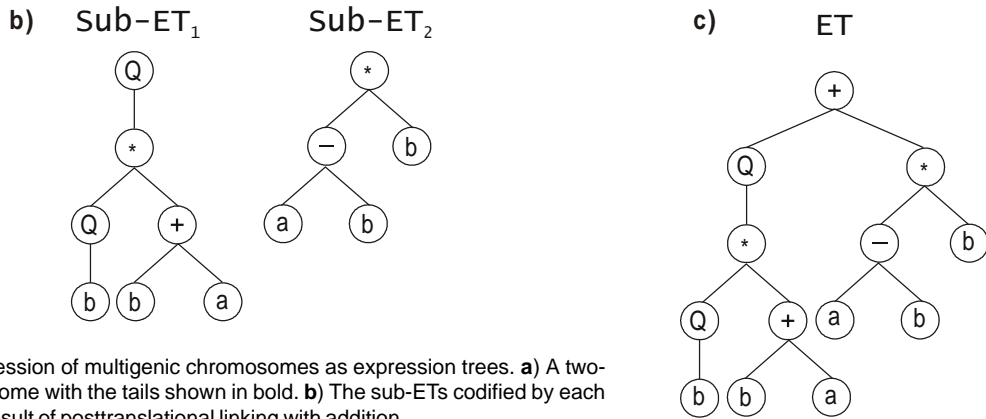 b) Sub-ET1 Sub-ET2
Q *
* − b
Q + a b
b b a
c) ET
+
Q *
* − b
Q + a b
b b a
ession of multigenic chromosomes as expression trees. a) A two-
ome with the tails shown in bold. b) The sub-ETs codified by each
sult of posttranslational linking with addition.